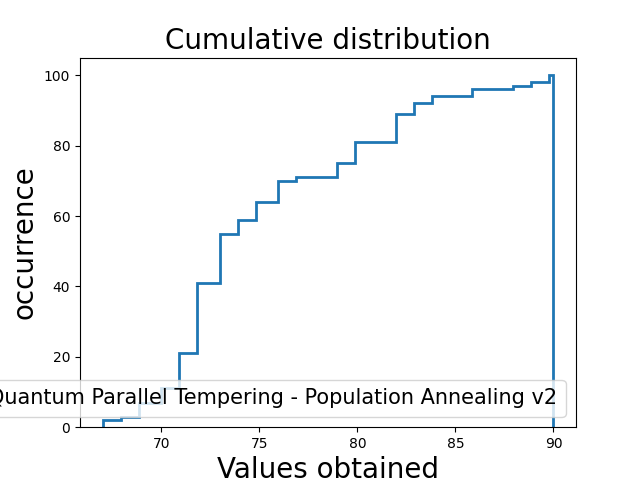 Cumulative distribution
100
80
60
40
20
0
occurrence
Quantum Parallel Tempering - Population Annealing v2
70 75 80 85 90
Values obtained